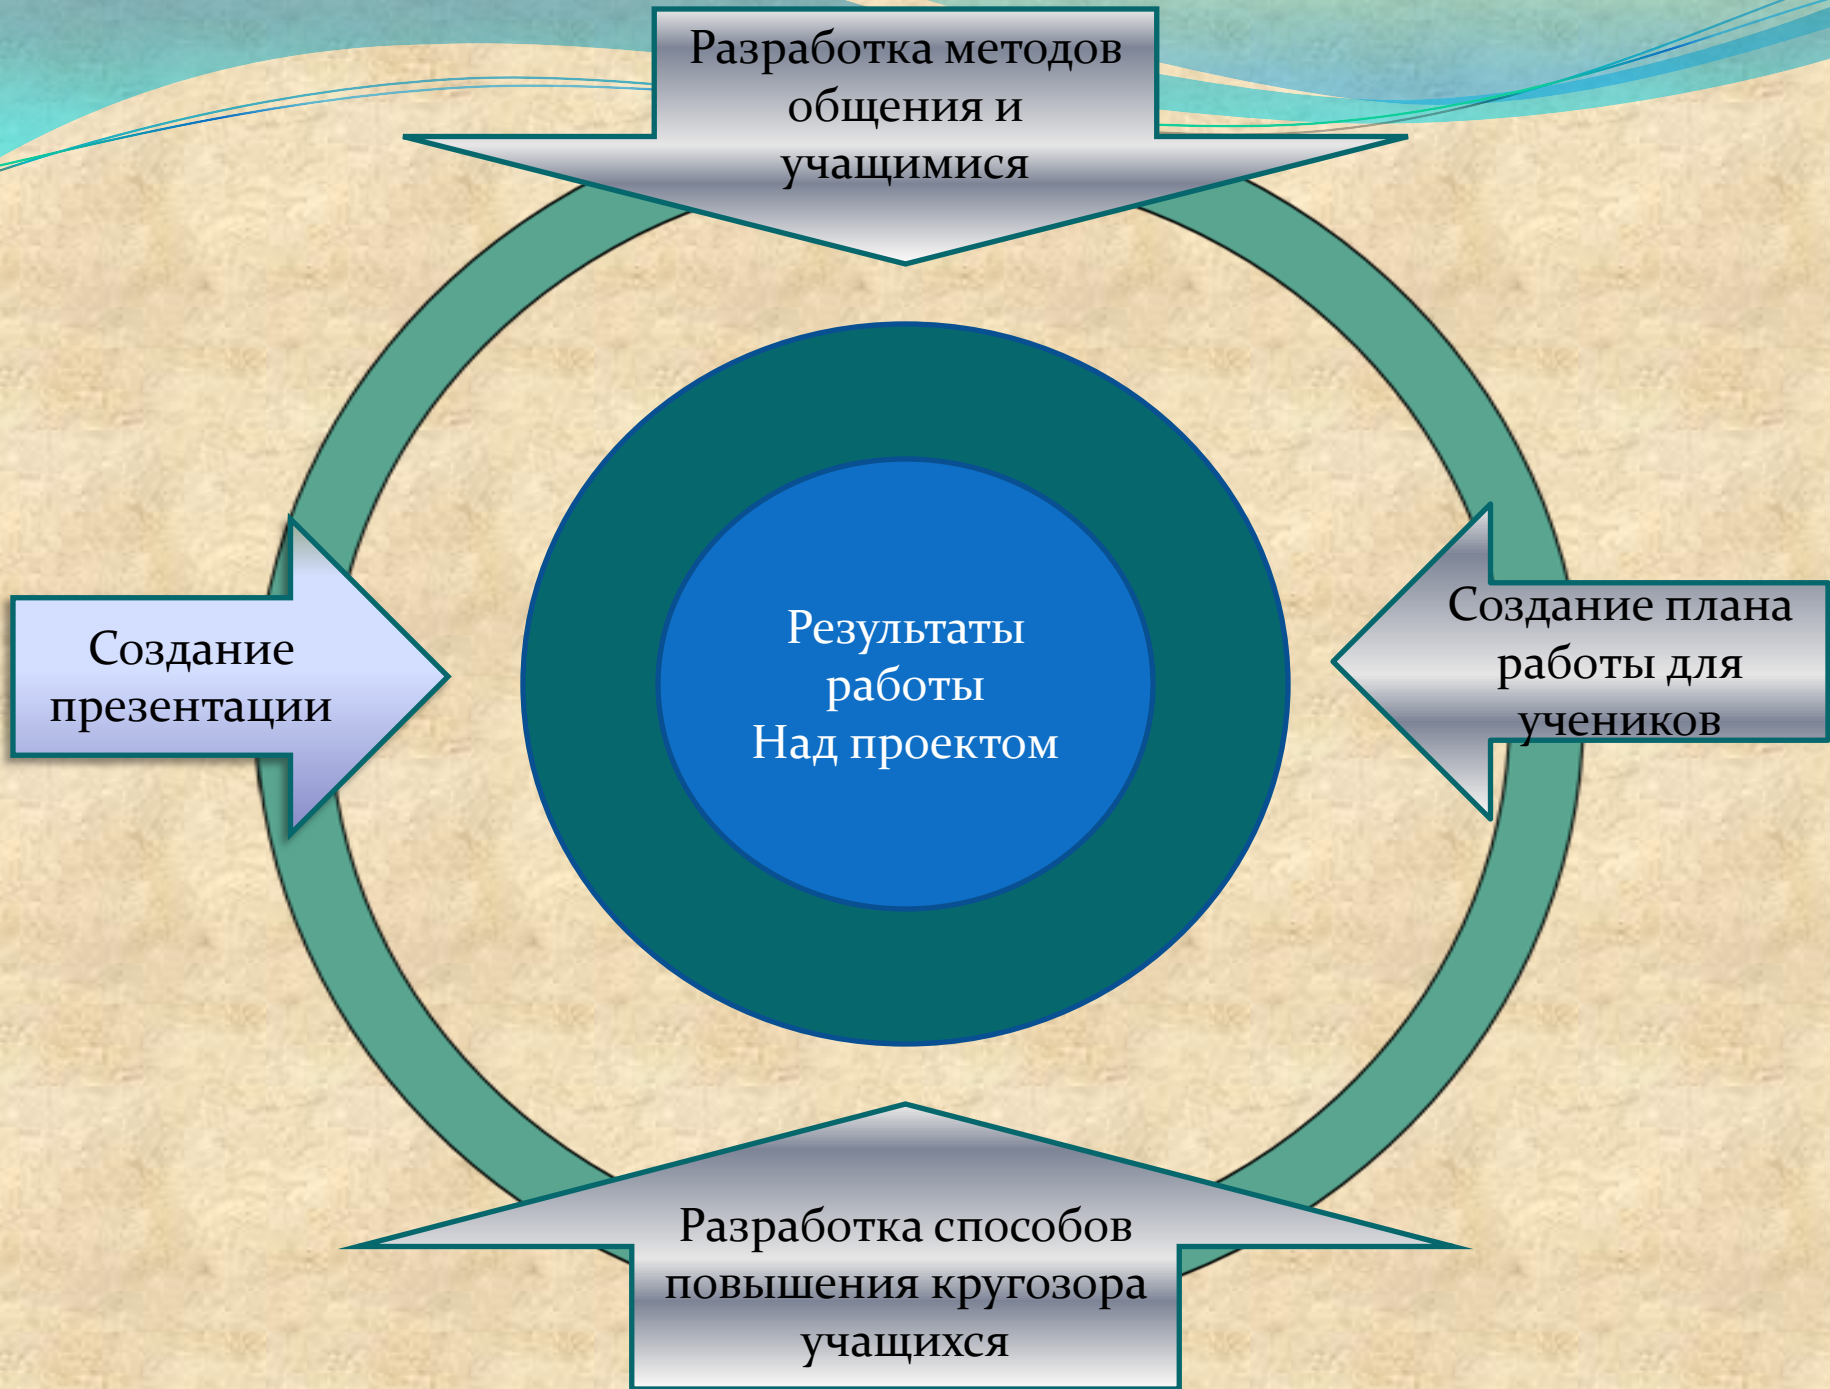 Разработка методов
общения и
учащимися
Создание
презентации
Результаты
работы
Над проектом
Создание плана
работы для
учеников
Разработка способов
повышения кругозора
учащихся